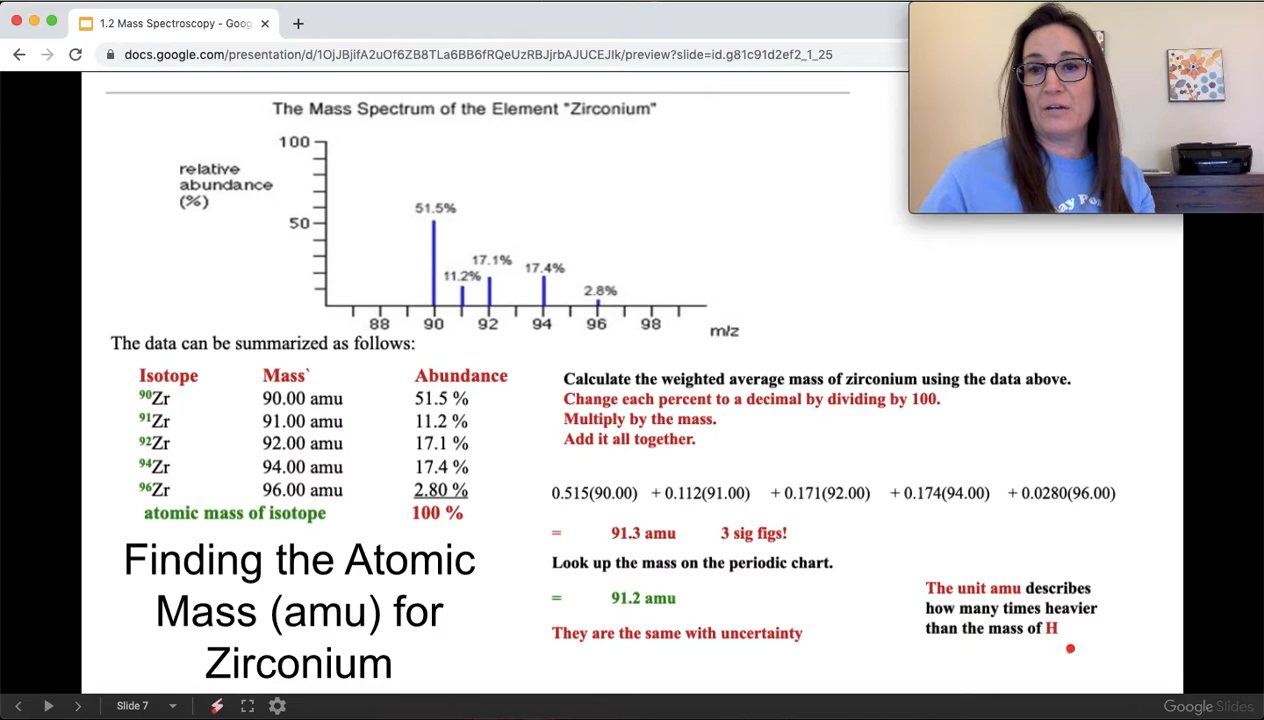 1.2 Mass Spectroscopy - Goog
docs.google.com/presentation/d/1OjJBjifA2uOf6ZB8TLa6BB6fRQeUzRBJjrbAJUCEJIk/preview?slide=id.g81c91d2ef2_1_25
The Mass Spectrum of the Element "Zirconium"
100
relative
abundance
(%)
50
51.5%
11.2%
17.1%
17.4%
2.8%
88 90 92 94 96 98 m/z
The data can be summarized as follows:
Isotope Mass` Abundance
⁹⁰Zr 90.00 amu 51.5 %
⁹¹Zr 91.00 amu 11.2 %
⁹²Zr 92.00 amu 17.1 %
⁹⁴Zr 94.00 amu 17.4 %
⁹⁶Zr 96.00 amu 2.80 %
atomic mass of isotope 100 %
Finding the Atomic
Mass (amu) for
Zirconium
Calculate the weighted average mass of zirconium using the data above.
Change each percent to a decimal by dividing by 100.
Multiply by the mass.
Add it all together.
0.515(90.00) + 0.112(91.00) + 0.171(92.00) + 0.174(94.00) + 0.0280(96.00)
= 91.3 amu 3 sig figs!
Look up the mass on the periodic chart.
= 91.2 amu
They are the same with uncertainty
The unit amu describes
how many times heavier
than the mass of H
Slide 7
Google Slides